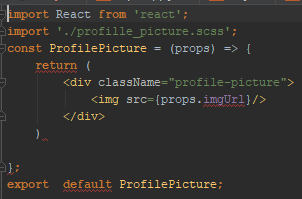 import React from 'react';
import './profille_picture.scss';
const ProfilePicture = (props) => {
    return (
        <div className="profile-picture">
            <img src={props.imgUrl}/>
        </div>
    )

};
export  default ProfilePicture;